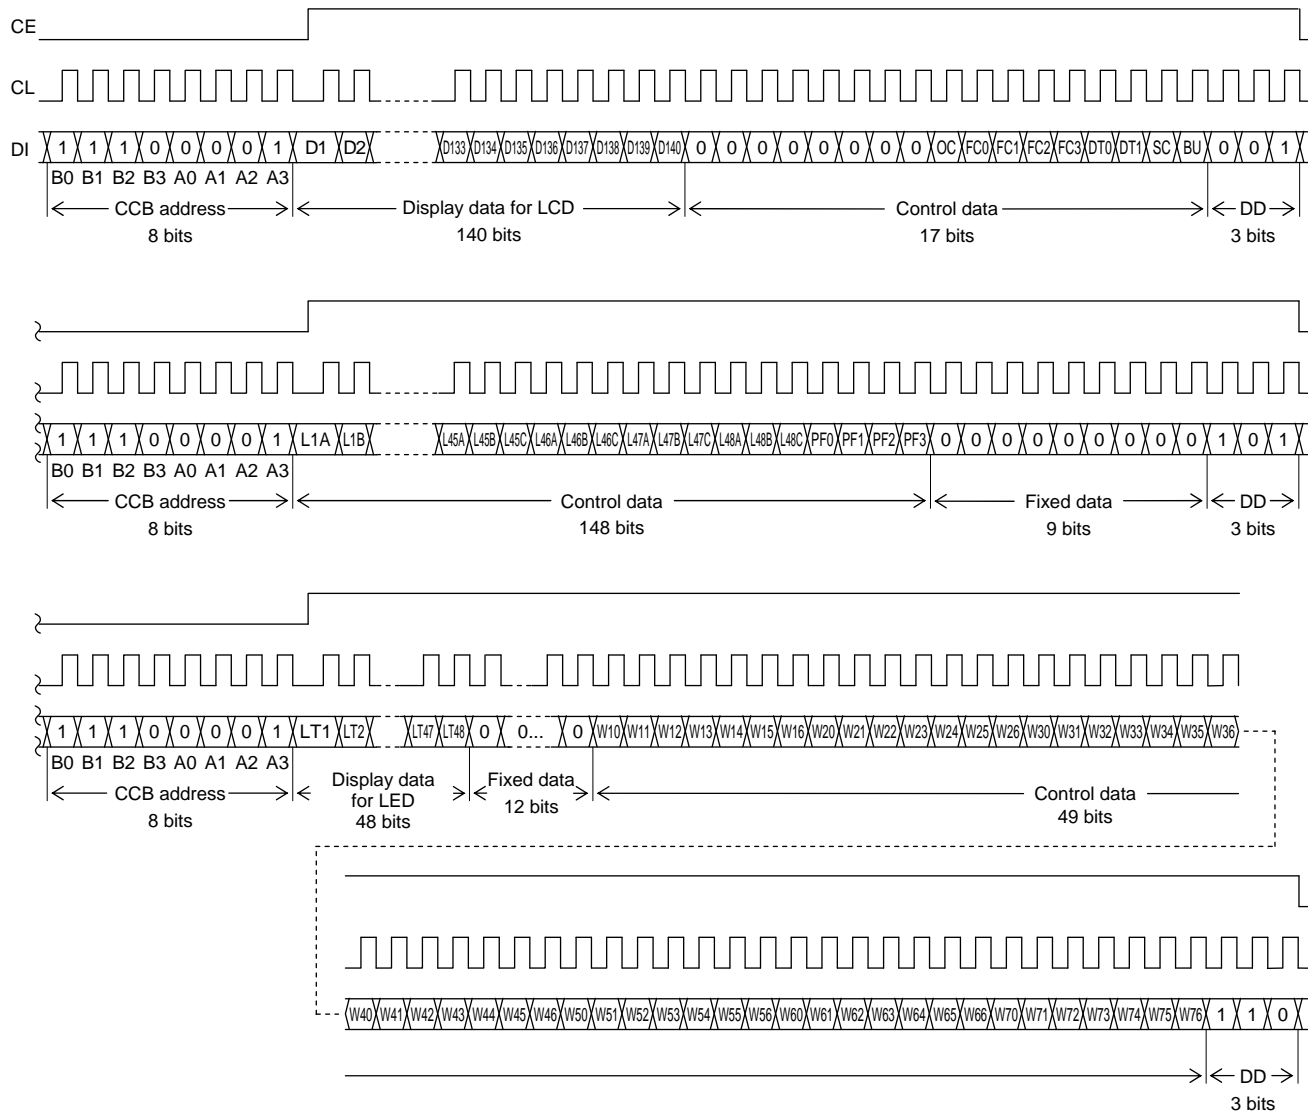 CE
CL
DI 1 1 1 0 0 0 0 1 D1 D2 D133 D134 D135 D136 D137 D138 D139 D140 0 0 0 0 0 0 0 0 OC FC0 FC1 FC2 FC3 DT0 DT1 SC BU 0 0 1
B0 B1 B2 B3 A0 A1 A2 A3
CCB address Display data for LCD Control data DD
8 bits 140 bits 17 bits 3 bits
1 1 1 0 0 0 0 1 L1A L1B L45A L45B L45C L46A L46B L46C L47A L47B L47C L48A L48B L48C PF0 PF1 PF2 PF3 0 0 0 0 0 0 0 0 0 1 0 1
B0 B1 B2 B3 A0 A1 A2 A3
CCB address Control data Fixed data DD
8 bits 148 bits 9 bits 3 bits
1 1 1 0 0 0 0 1 LT1 LT2 LT47 LT48 0 0... 0 W10 W11 W12 W13 W14 W15 W16 W20 W21 W22 W23 W24 W25 W26 W30 W31 W32 W33 W34 W35 W36
B0 B1 B2 B3 A0 A1 A2 A3
CCB address Display data for LED Fixed data Control data
8 bits 48 bits 12 bits 49 bits
W40 W41 W42 W43 W44 W45 W46 W50 W51 W52 W53 W54 W55 W56 W60 W61 W62 W63 W64 W65 W66 W70 W71 W72 W73 W74 W75 W76 1 1 0
DD
3 bits